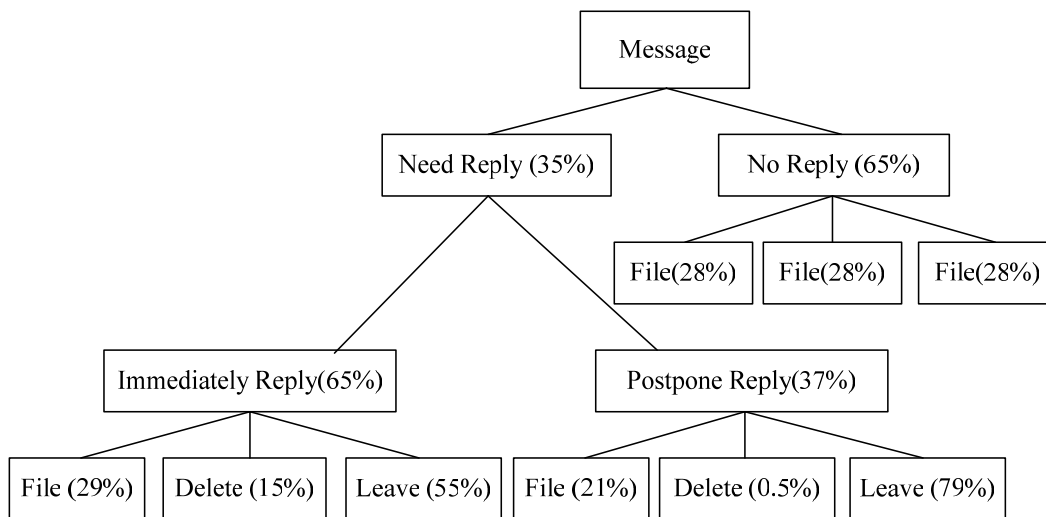 Message
Need Reply (35%)
No Reply (65%)
File(28%)
File(28%)
File(28%)
Immediately Reply(65%)
Postpone Reply(37%)
File (29%)
Delete (15%)
Leave (55%)
File (21%)
Delete (0.5%)
Leave (79%)